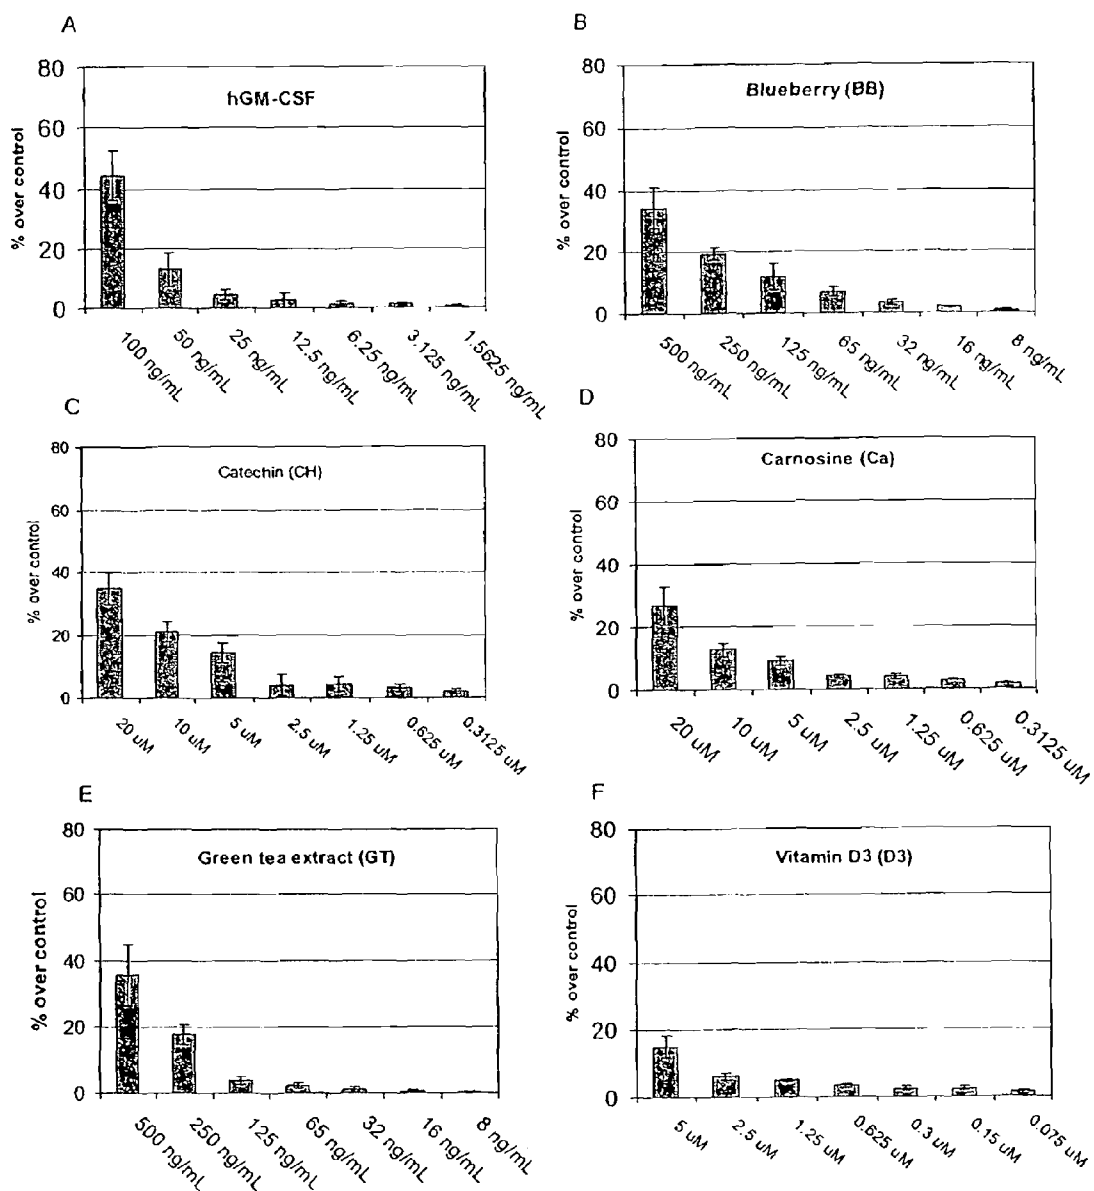 A
hGM-CSF
% over control
80
60
40
20
0
100 ng/mL
50 ng/mL
25 ng/mL
12.5 ng/mL
6.25 ng/mL
3.125 ng/mL
1.5625 ng/mL
B
Blueberry (BB)
% over control
80
60
40
20
0
500 ng/mL
250 ng/mL
125 ng/mL
65 ng/mL
32 ng/mL
16 ng/mL
8 ng/mL
C
Catechin (CH)
% over control
80
60
40
20
0
20 uM
10 uM
5 uM
2.5 uM
1.25 uM
0.625 uM
0.3125 uM
D
Carnosine (Ca)
% over control
80
60
40
20
0
20 uM
10 uM
5 uM
2.5 uM
1.25 uM
0.625 uM
0.3125 uM
E
Green tea extract (GT)
% over control
80
60
40
20
0
500 ng/mL
250 ng/mL
125 ng/mL
65 ng/mL
32 ng/mL
16 ng/mL
8 ng/mL
F
Vitamin D3 (D3)
% over control
80
60
40
20
0
5 uM
2.5 uM
1.25 uM
0.625 uM
0.3 uM
0.15 uM
0.075 uM